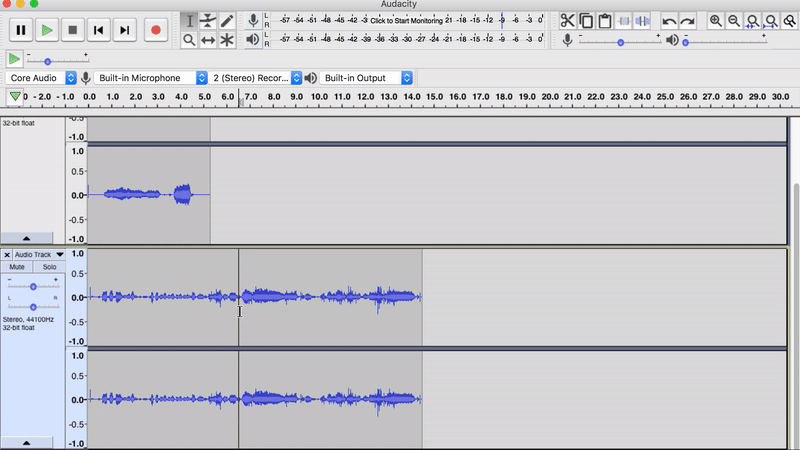 Audacity
L R -57 -54 -51 -48 -45 -42 Click to Start Monitoring -18 -15 -12 -9 -6 -3 0
L R -57 -54 -51 -48 -45 -42 -39 -36 -33 -30 -27 -24 -21 -18 -15 -12 -9 -6 -3 0
- +
- + - +
Core Audio Built-in Microphone 2 (Stereo) Recor... Built-in Output
0 - 2.0 - 1.0 0.0 1.0 2.0 3.0 4.0 5.0 6.0 7.0 8.0 9.0 10.0 11.0 12.0 13.0 14.0 15.0 16.0 17.0 18.0 19.0 20.0 21.0 22.0 23.0 24.0 25.0 26.0 27.0 28.0 29.0 30.0
32-bit float
-0.5
-1.0
1.0
0.5
0.0
-0.5
-1.0
Audio Track
Mute Solo
- +
L R
Stereo, 44100Hz
32-bit float
1.0
0.5
0.0
-0.5
-1.0
1.0
0.5
0.0
-0.5
-1.0